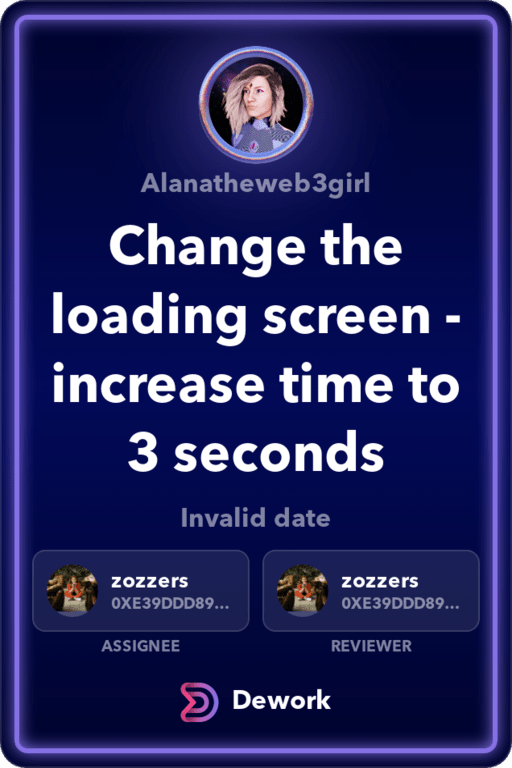 Alanatheweb3girl
Change the
loading screen -
increase time to
3 seconds
Invalid date
zozzers
0XE39DDD89...
zozzers
0XE39DDD89...
ASSIGNEE
REVIEWER
Dework